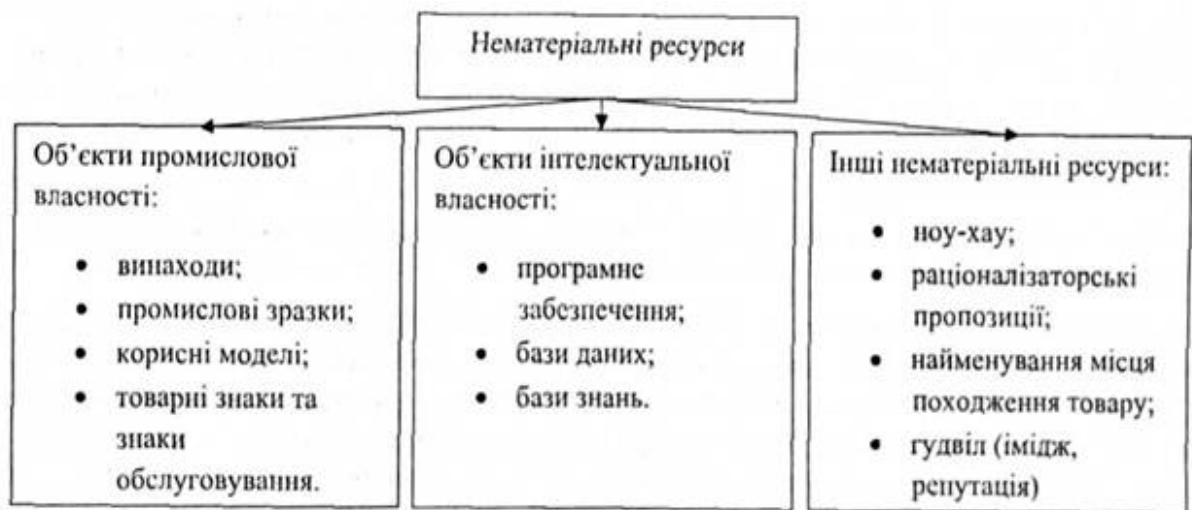 Нематеріальні ресурси
Об’єкти промислової
власності:
• винаходи;
• промислові зразки;
• корисні моделі;
• товарні знаки та
знаки
обслуговування.
Об’єкти інтелектуальної
власності:
• програмне
забезпечення;
• бази даних;
• бази знань.
Інші нематеріальні ресурси:
• ноу-хау;
• раціоналізаторські
пропозиції;
• найменування місця
походження товару;
• гудвіл (імідж,
репутація)